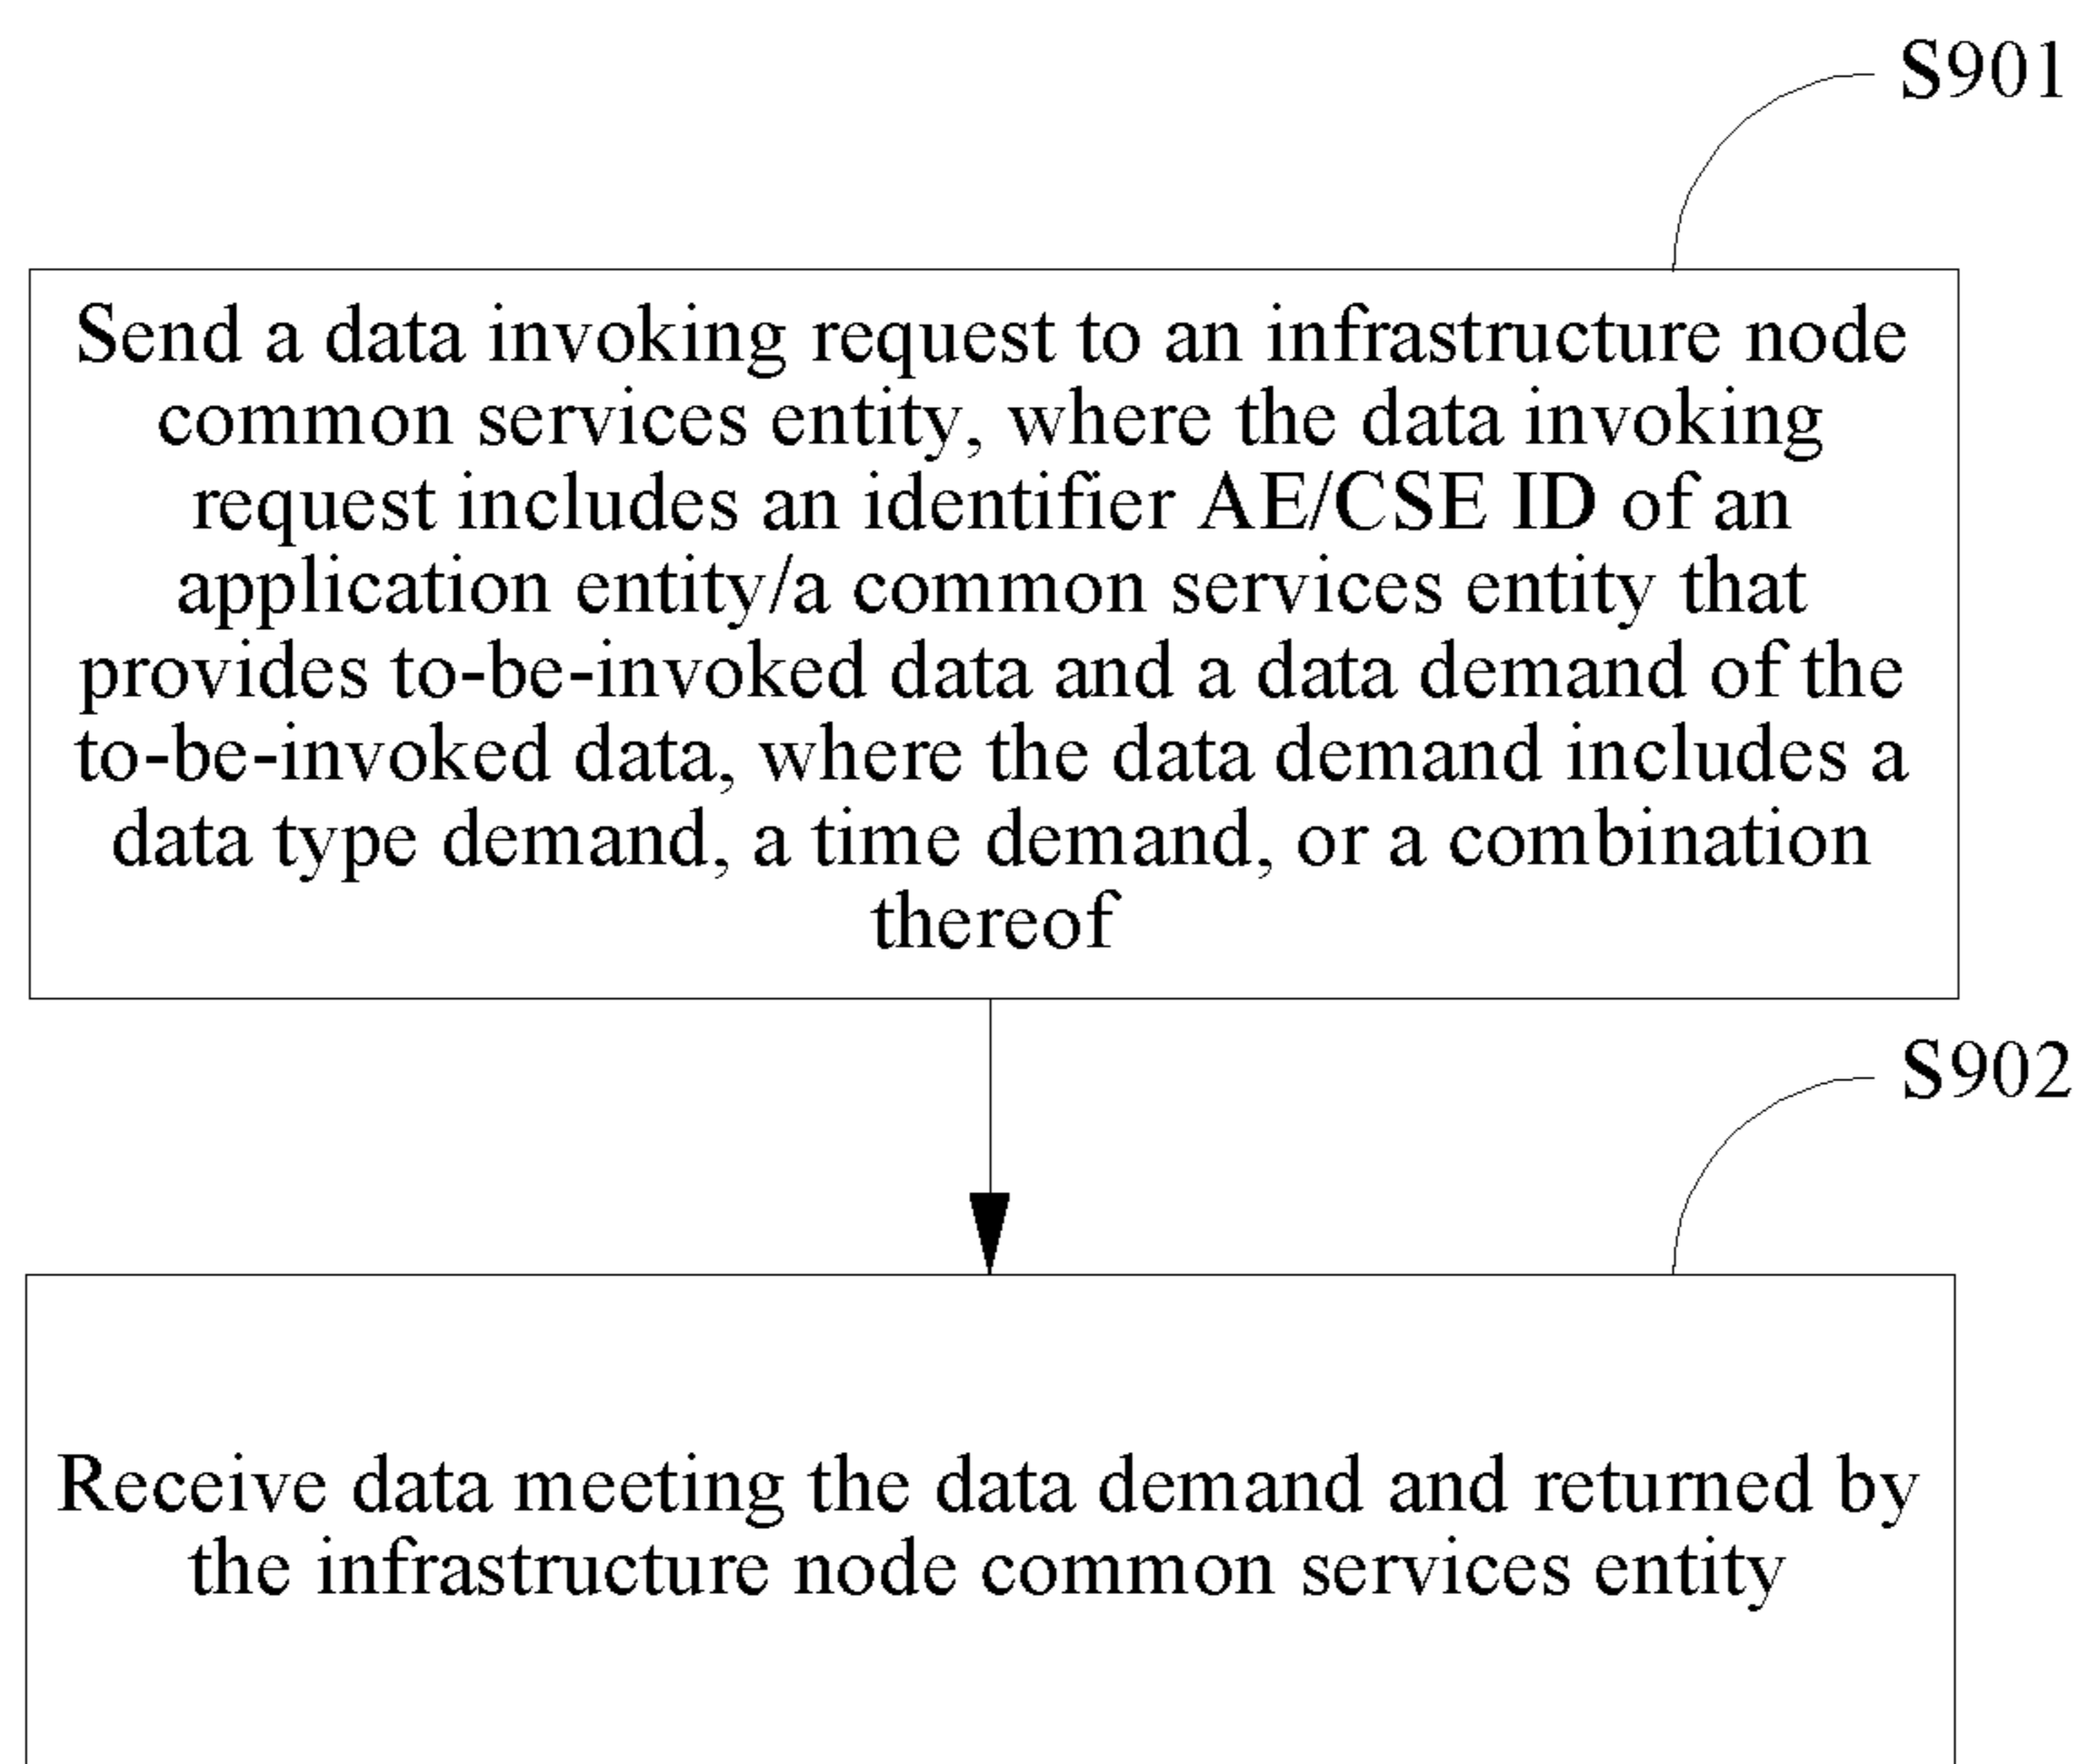 S901
Send a data invoking request to an infrastructure node
common services entity, where the data invoking
request includes an identifier AE/CSE ID of an
application entity/a common services entity that
provides to-be-invoked data and a data demand of the
to-be-invoked data, where the data demand includes a
data type demand, a time demand, or a combination
thereof
S902
Receive data meeting the data demand and returned by
the infrastructure node common services entity